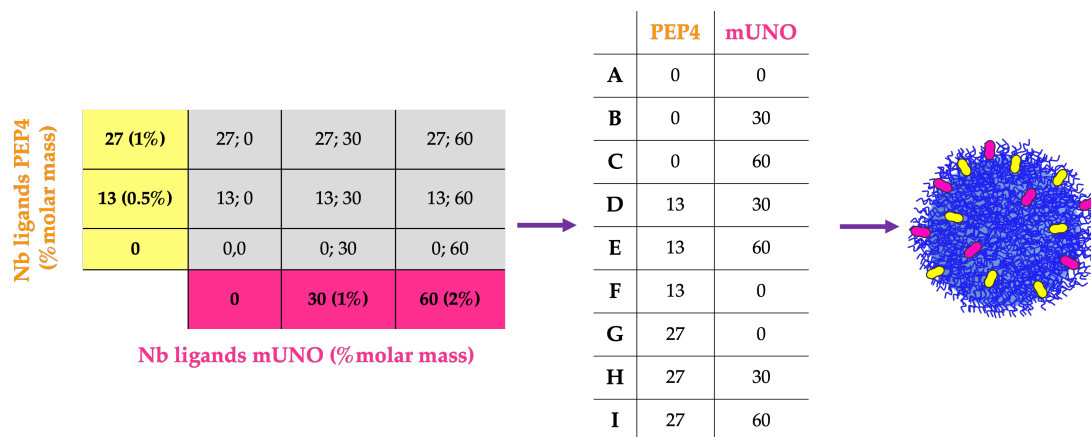 Nb ligands PEP4
(%molar mass)
27 (1%) 27; 0 27; 30 27; 60
13 (0.5%) 13; 0 13; 30 13; 60
0 0,0 0; 30 0; 60
0 30 (1%) 60 (2%)
Nb ligands mUNO (%molar mass)
PEP4 mUNO
A 0 0
B 0 30
C 0 60
D 13 30
E 13 60
F 13 0
G 27 0
H 27 30
I 27 60